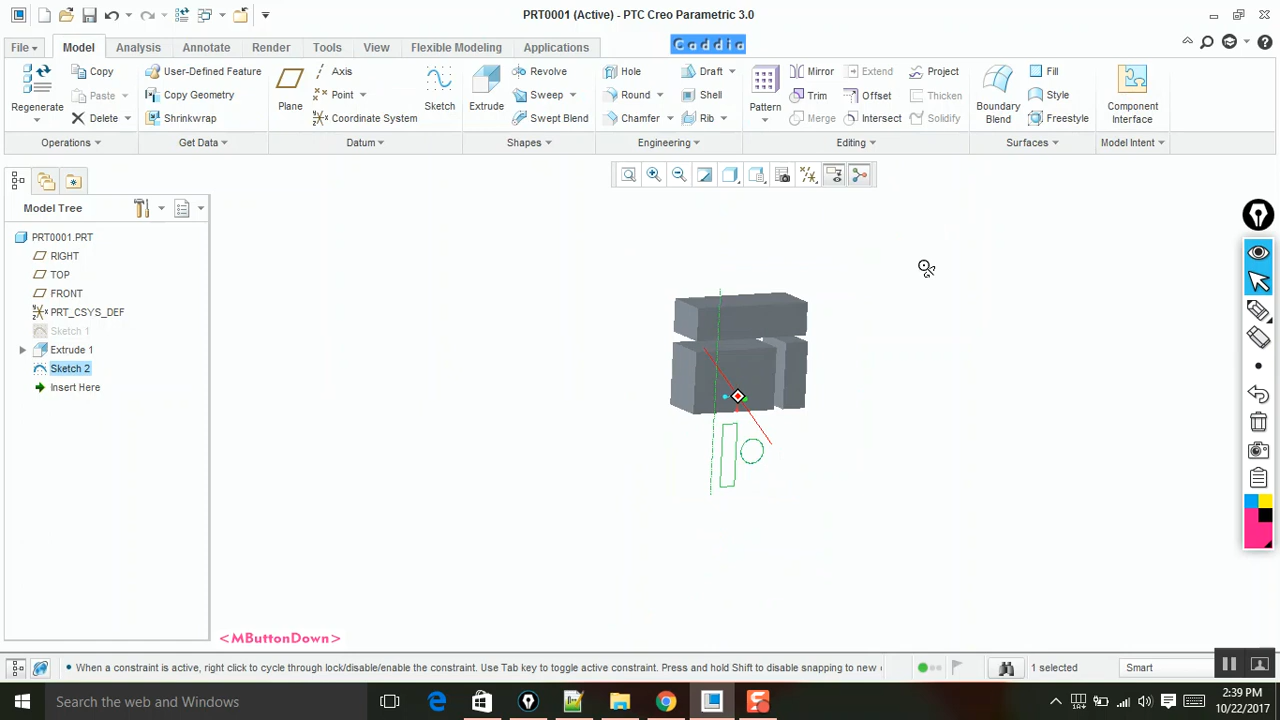 PRT0001 (Active) - PTC Creo Parametric 3.0
File Model Analysis Annotate Render Tools View Flexible Modeling Applications
C a d d i a
Regenerate
Copy
Paste
Delete
User-Defined Feature
Copy Geometry
Shrinkwrap
Plane
Axis
Point
Coordinate System
Sketch
Extrude
Revolve
Sweep
Swept Blend
Hole
Round
Chamfer
Draft
Shell
Rib
Pattern
Mirror
Trim
Merge
Extend
Offset
Intersect
Project
Thicken
Solidify
Boundary
Blend
Fill
Style
Freestyle
Component
Interface
Operations Get Data Datum Shapes Engineering Editing Surfaces Model Intent
Model Tree
PRT0001.PRT
RIGHT
TOP
FRONT
PRT_CSYS_DEF
Sketch 1
Extrude 1
Sketch 2
Insert Here
<MButtonDown>
When a constraint is active, right click to cycle through lock/disable/enable the constraint. Use Tab key to toggle active constraint. Press and hold Shift to disable snapping to new
1 selected
Smart
Search the web and Windows
2:39 PM
10/22/2017